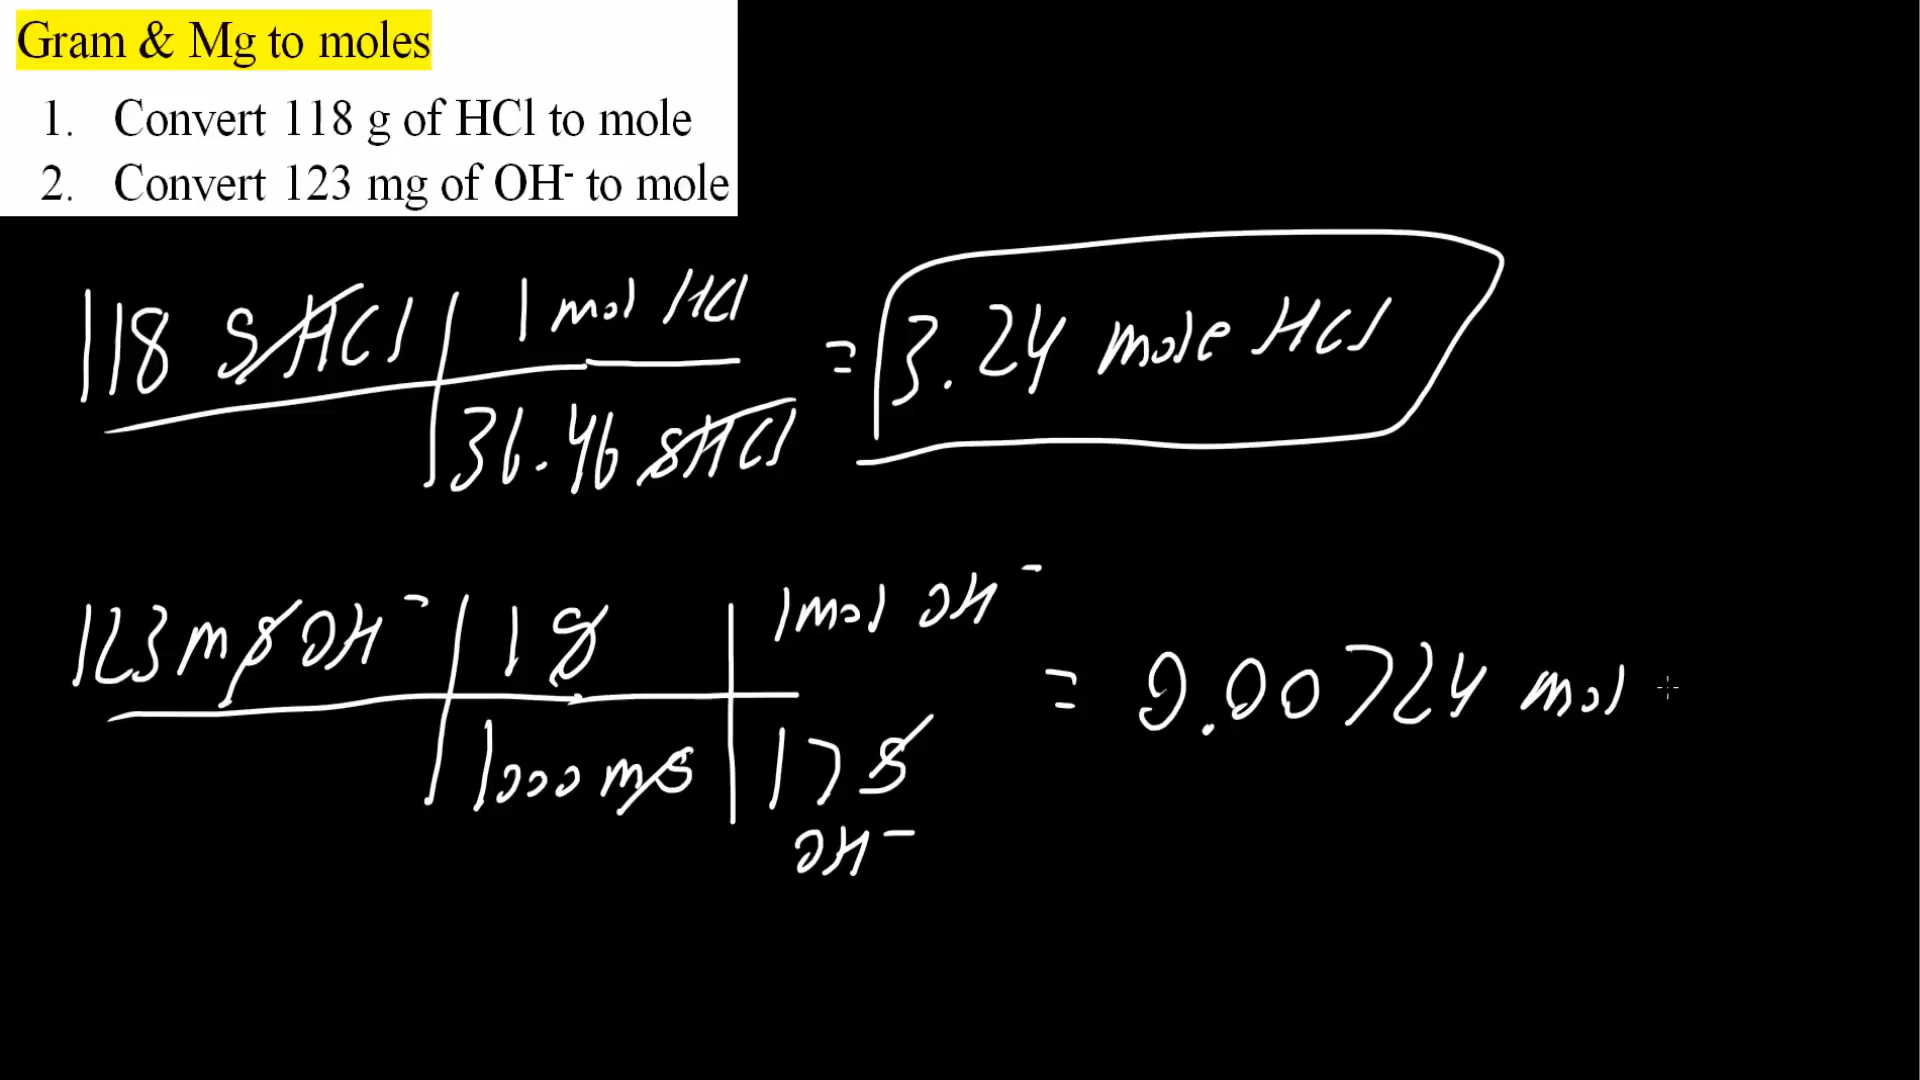 Gram & Mg to moles
1. Convert 118 g of HCl to mole
2. Convert 123 mg of OH⁻ to mole
118 g HCl | 1 mol HCl = 3.24 mole HCl
36.46 g HCl
123 mg OH⁻ | 1 g | 1 mol OH⁻ = 0.00724 mol
1000 mg | 17 g
OH⁻